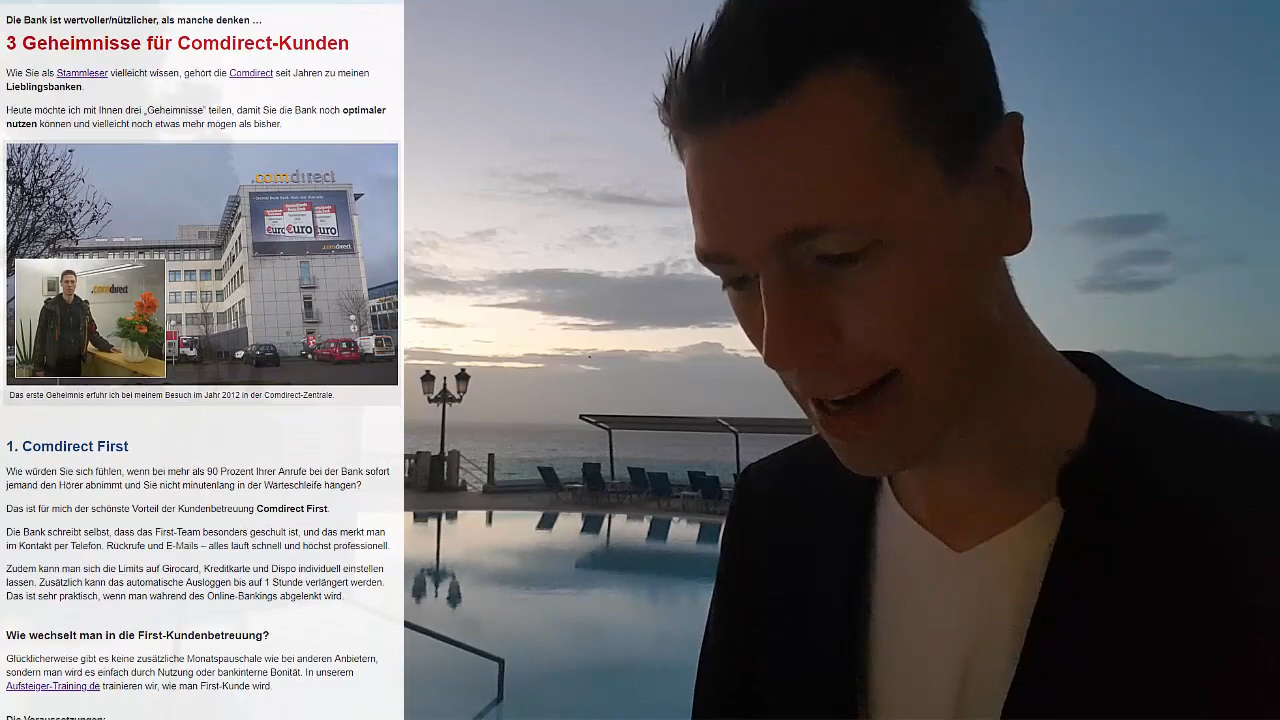 Die Bank ist wertvoller/nützlicher, als manche denken …
3 Geheimnisse für Comdirect-Kunden
Wie Sie als Stammleser vielleicht wissen, gehört die Comdirect seit Jahren zu meinen
Lieblingsbanken.
Heute möchte ich mit Ihnen drei „Geheimnisse“ teilen, damit Sie die Bank noch optimaler
nutzen können und vielleicht noch etwas mehr mögen als bisher.
.comdirect
€uro €uro €uro
.comdirect
.comdirect
Das erste Geheimnis erfuhr ich bei meinem Besuch im Jahr 2012 in der Comdirect-Zentrale.
1. Comdirect First
Wie würden Sie sich fühlen, wenn bei mehr als 90 Prozent Ihrer Anrufe bei der Bank sofort
jemand den Hörer abnimmt und Sie nicht minutenlang in der Warteschleife hängen?
Das ist für mich der schönste Vorteil der Kundenbetreuung Comdirect First.
Die Bank schreibt selbst, dass das First-Team besonders geschult ist, und das merkt man
im Kontakt per Telefon, Rückrufe und E-Mails – alles läuft schnell und höchst professionell.
Zudem kann man sich die Limits auf Girocard, Kreditkarte und Dispo individuell einstellen
lassen. Zusätzlich kann das automatische Ausloggen bis auf 1 Stunde verlängert werden.
Das ist sehr praktisch, wenn man während des Online-Bankings abgelenkt wird.
Wie wechselt man in die First-Kundenbetreuung?
Glücklicherweise gibt es keine zusätzliche Monatspauschale wie bei anderen Anbietern,
sondern man wird es einfach durch Nutzung oder bankinterne Bonität. In unserem
Aufsteiger-Training.de trainieren wir, wie man First-Kunde wird.
Die Voraussetzungen: